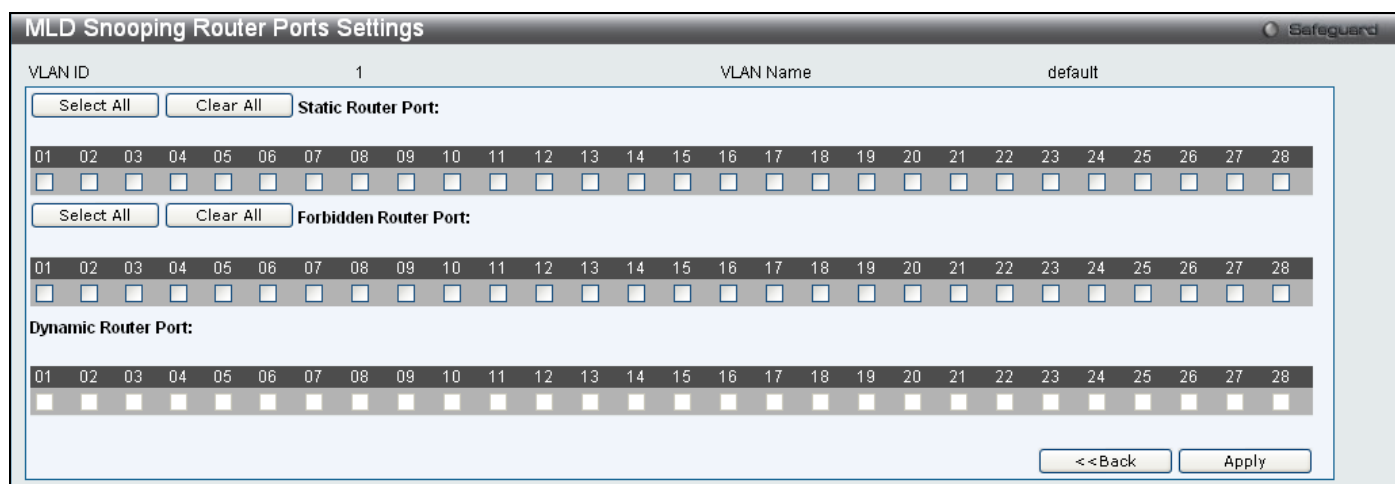 MLD Snooping Router Ports Settings Safeguard
VLAN ID 1 VLAN Name default
Select All Clear All Static Router Port:
01 02 03 04 05 06 07 08 09 10 11 12 13 14 15 16 17 18 19 20 21 22 23 24 25 26 27 28
Select All Clear All Forbidden Router Port:
01 02 03 04 05 06 07 08 09 10 11 12 13 14 15 16 17 18 19 20 21 22 23 24 25 26 27 28
Dynamic Router Port:
01 02 03 04 05 06 07 08 09 10 11 12 13 14 15 16 17 18 19 20 21 22 23 24 25 26 27 28
<<Back Apply